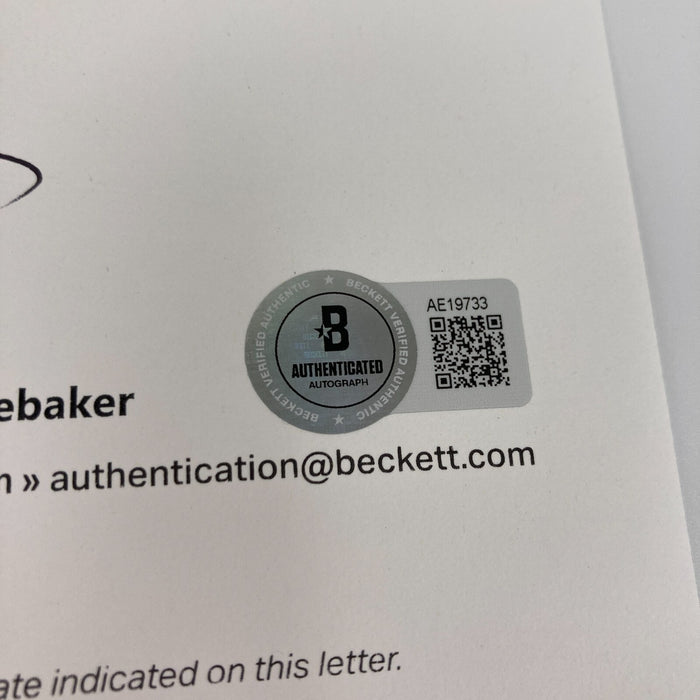 AE19733
BECKETT VERIFIED AUTHENTIC ★ BECKETT VERIFIED AUTHENTIC ★
B
AUTHENTICATED
AUTOGRAPH
ebaker
» authentication@beckett.com
ate indicated on this letter.